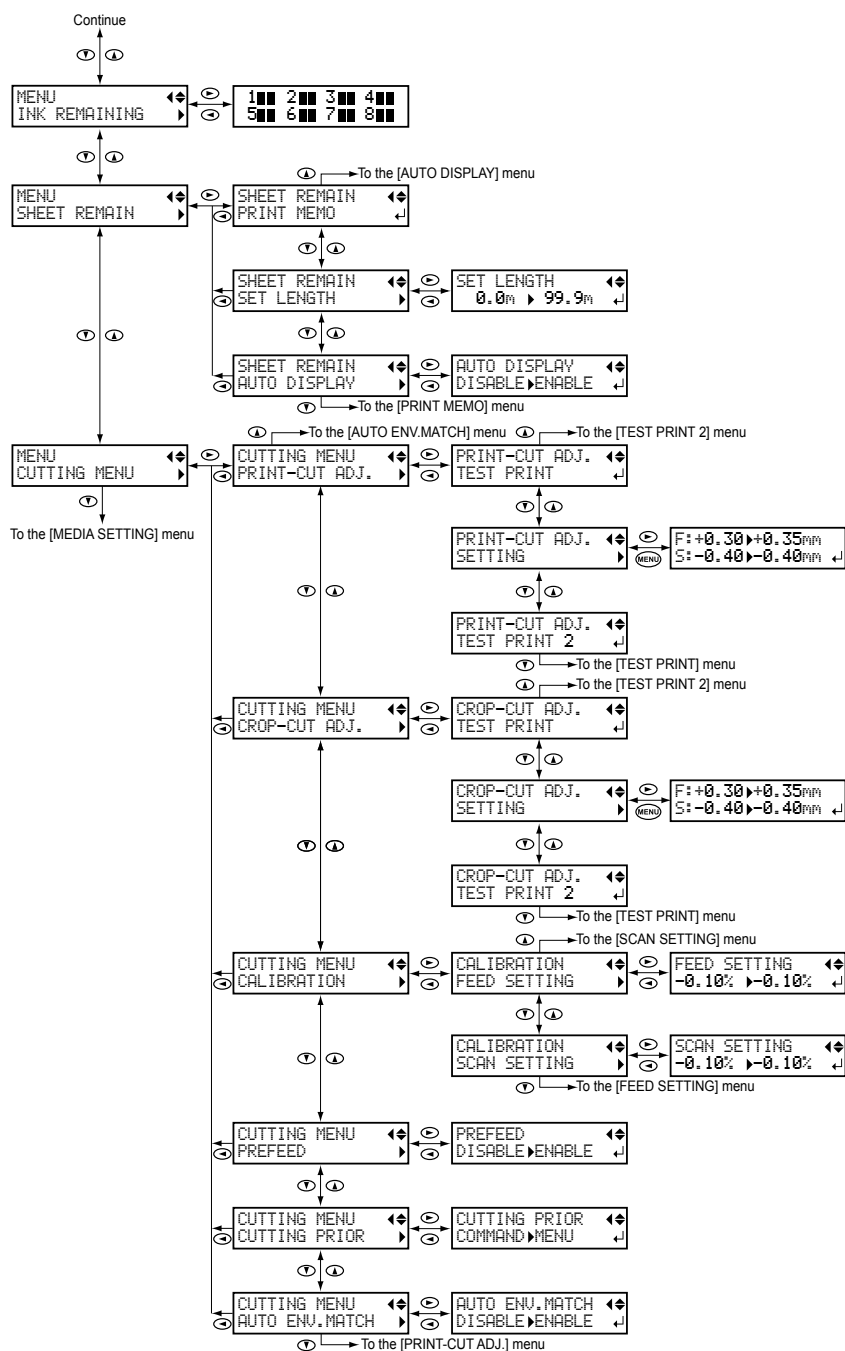 Continue
MENU
INK REMAINING
1 2 3 4
5 6 7 8
To the [AUTO DISPLAY] menu
MENU
SHEET REMAIN
SHEET REMAIN
PRINT MEMO
SHEET REMAIN
SET LENGTH
SET LENGTH
0.0m 99.9m
SHEET REMAIN
AUTO DISPLAY
AUTO DISPLAY
DISABLE ENABLE
To the [PRINT MEMO] menu
To the [AUTO ENV.MATCH] menu
To the [TEST PRINT 2] menu
MENU
CUTTING MENU
CUTTING MENU
PRINT-CUT ADJ.
PRINT-CUT ADJ.
TEST PRINT
To the [MEDIA SETTING] menu
PRINT-CUT ADJ.
SETTING
MENU
F:+0.30 +0.35mm
S:-0.40 -0.40mm
PRINT-CUT ADJ.
TEST PRINT 2
To the [TEST PRINT] menu
To the [TEST PRINT 2] menu
CUTTING MENU
CROP-CUT ADJ.
CROP-CUT ADJ.
TEST PRINT
CROP-CUT ADJ.
SETTING
MENU
F:+0.30 +0.35mm
S:-0.40 -0.40mm
CROP-CUT ADJ.
TEST PRINT 2
To the [TEST PRINT] menu
To the [SCAN SETTING] menu
CUTTING MENU
CALIBRATION
CALIBRATION
FEED SETTING
FEED SETTING
-0.10% -0.10%
CALIBRATION
SCAN SETTING
SCAN SETTING
-0.10% -0.10%
To the [FEED SETTING] menu
CUTTING MENU
PREFEED
PREFEED
DISABLE ENABLE
CUTTING MENU
CUTTING PRIOR
CUTTING PRIOR
COMMAND MENU
CUTTING MENU
AUTO ENV.MATCH
AUTO ENV.MATCH
DISABLE ENABLE
To the [PRINT-CUT ADJ.] menu